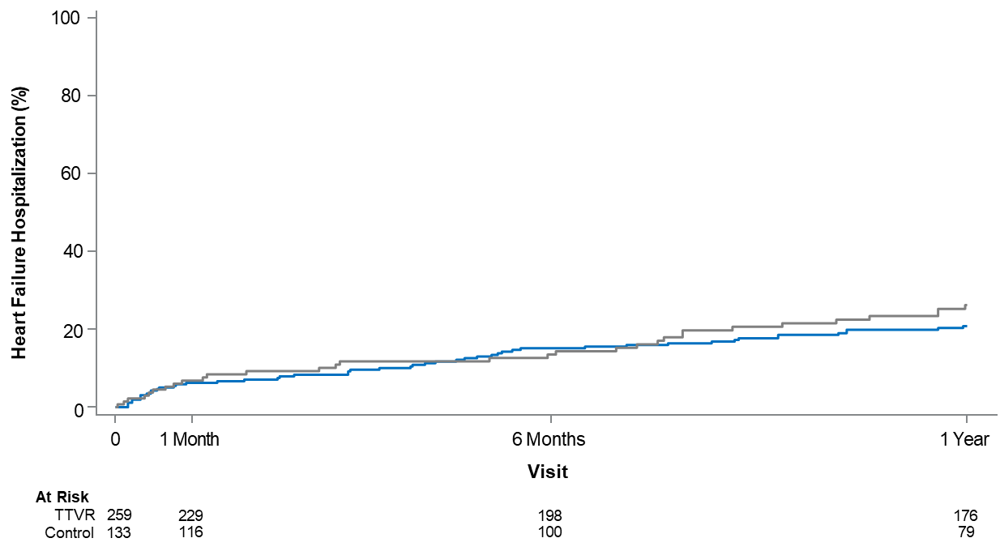 Heart Failure Hospitalization (%)
100
80
60
40
20
0
0 1 Month 6 Months 1 Year
Visit
At Risk
TTVR 259 229 198 176
Control 133 116 100 79